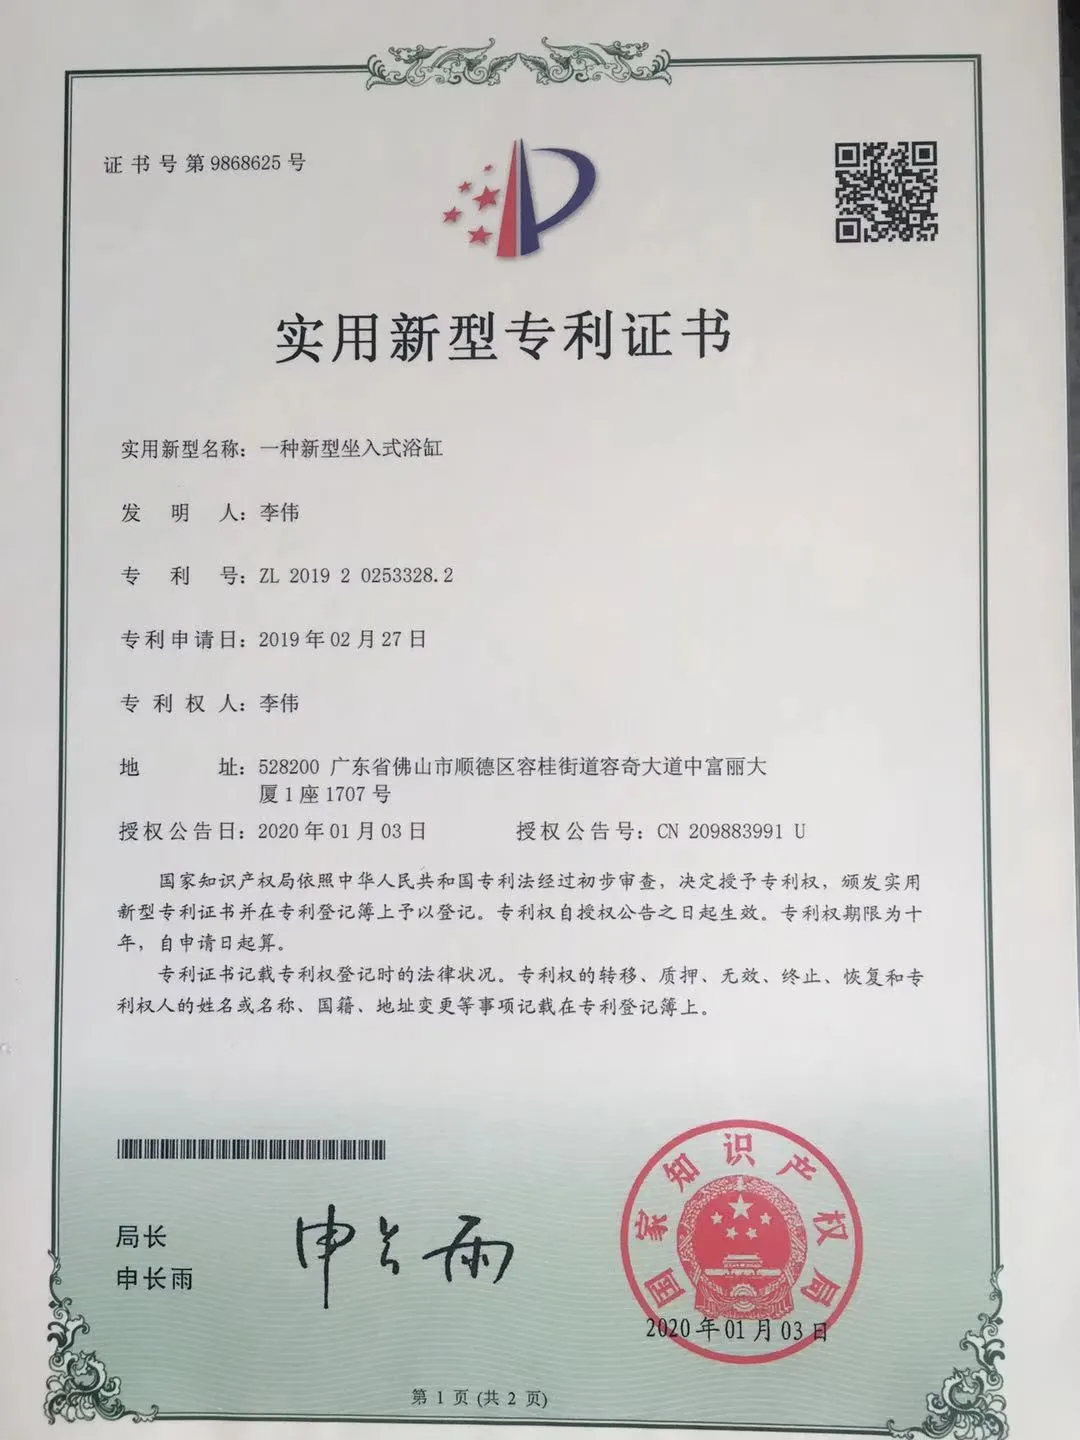 证书号第9868625号
实用新型专利证书
实用新型名称：一种新型坐入式浴缸
发明人：李伟
专利号：ZL 2019 2 0253328.2
专利申请日：2019年02月27日
专利权人：李伟
地址：528200 广东省佛山市顺德区容桂街道容奇大道中富丽大
厦1座1707号
授权公告日：2020年01月03日 授权公告号：CN 209883991 U
国家知识产权局依照中华人民共和国专利法经过初步审查，决定授予专利权，颁发实用
新型专利证书并在专利登记簿上予以登记。专利权自授权公告之日起生效。专利权期限为十
年，自申请日起算。
专利证书记载专利权登记时的法律状况。专利权的转移、质押、无效、终止、恢复和专
利权人的姓名或名称、国籍、地址变更等事项记载在专利登记簿上。
局长
申长雨
申长雨
国家知识产权局
2020年01月03日
第 1 页 (共 2 页)